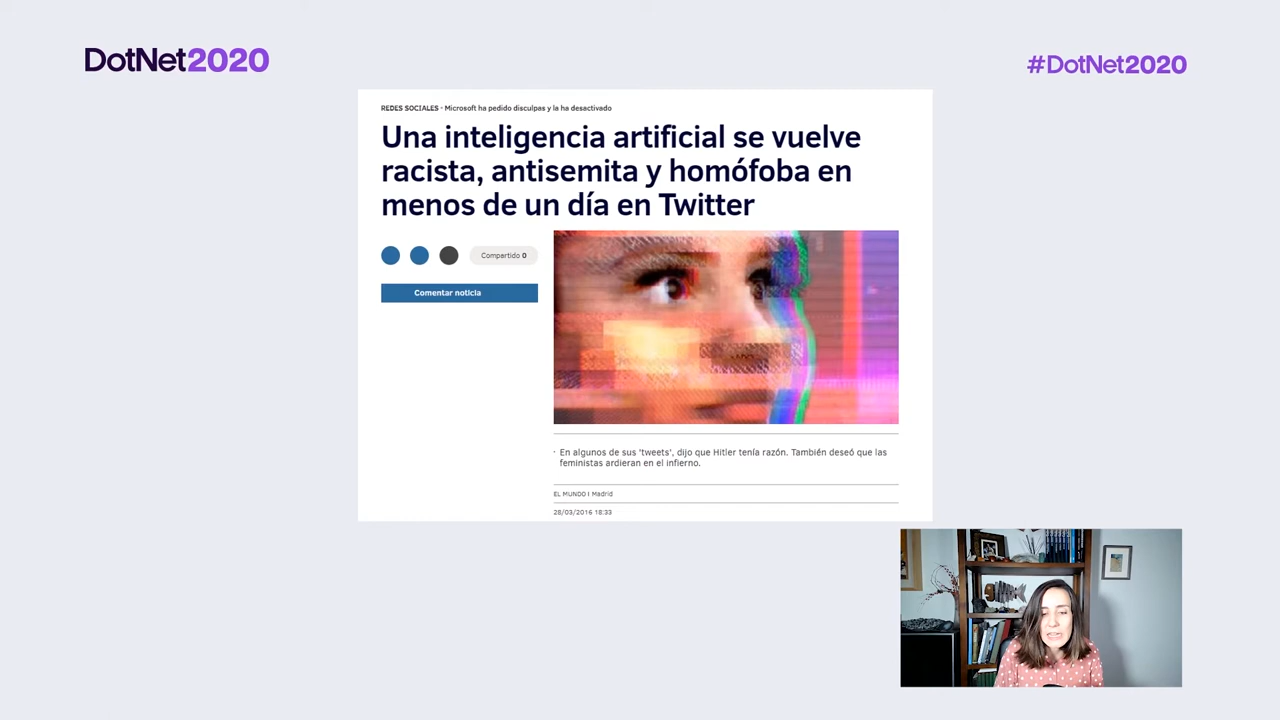 DotNet2020
#DotNet2020
REDES SOCIALES · Microsoft ha pedido disculpas y la ha desactivado
Una inteligencia artificial se vuelve
racista, antisemita y homófoba en
menos de un día en Twitter
Compartido 0
Comentar noticia
· En algunos de sus 'tweets', dijo que Hitler tenía razón. También deseó que las
feministas ardieran en el infierno.
EL MUNDO | Madrid
28/03/2016 18:33